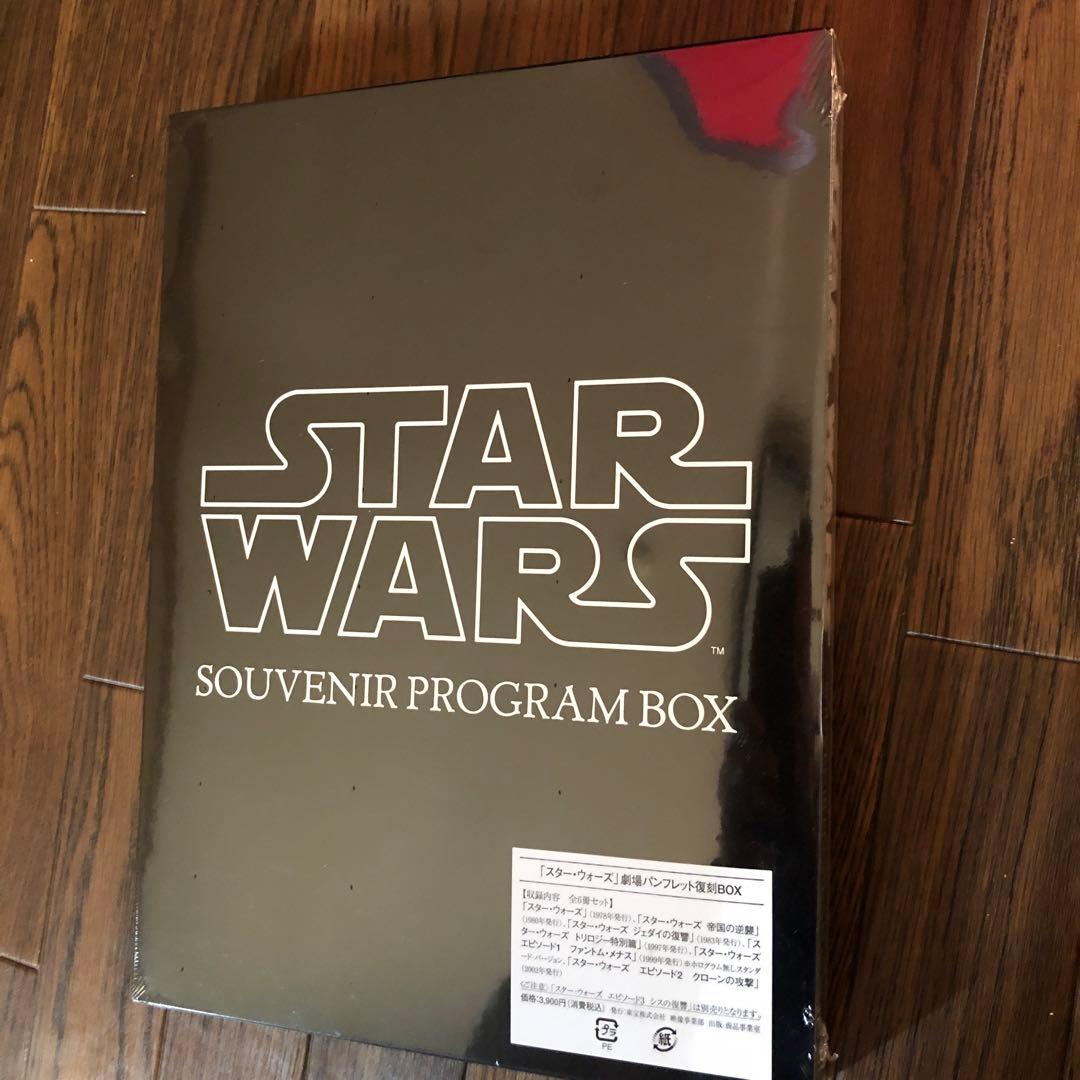 STAR
WARS
TM
SOUVENIR PROGRAM BOX
「スター・ウォーズ」劇場パンフレット復刻BOX
【収録内容 全6冊セット】
「スター・ウォーズ」(1978年発行)、「スター・ウォーズ 帝国の逆襲」
(1980年発行)、「スター・ウォーズ ジェダイの復讐」(1983年発行)、「ス
ター・ウォーズ トリロジー特別篇」(1997年発行)、「スター・ウォーズ
エピソード1 ファントム・メナス」(1999年発行)※ホログラム無しスタンダ
ード・バージョン、「スター・ウォーズ エピソード2 クローンの攻撃」
(2002年発行)
〈ご注意〉「スター・ウォーズ エピソード3 シスの復讐」は別売りとなります。
価格:3,900円(消費税込) 発行:東宝株式会社 映像事業部 出版・商品事業室
プラ
PE
紙